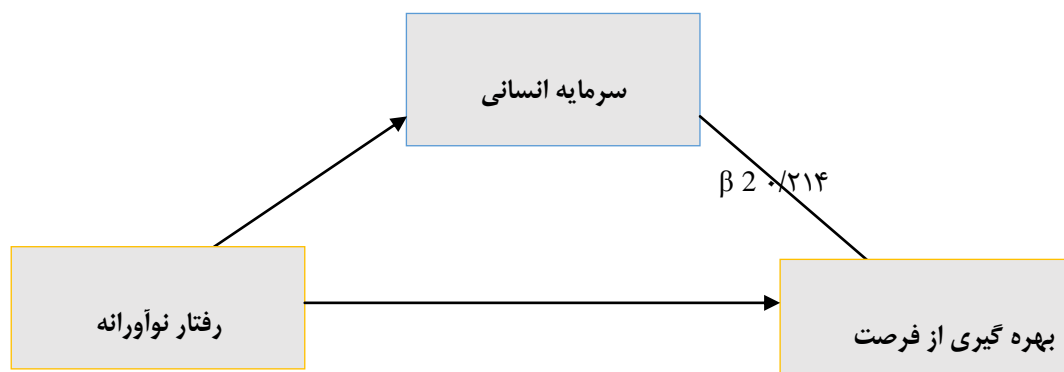 سرمایه انسانی
β 2 ۰/۲۱۴
رفتار نوآورانه
بهره گیری از فرصت